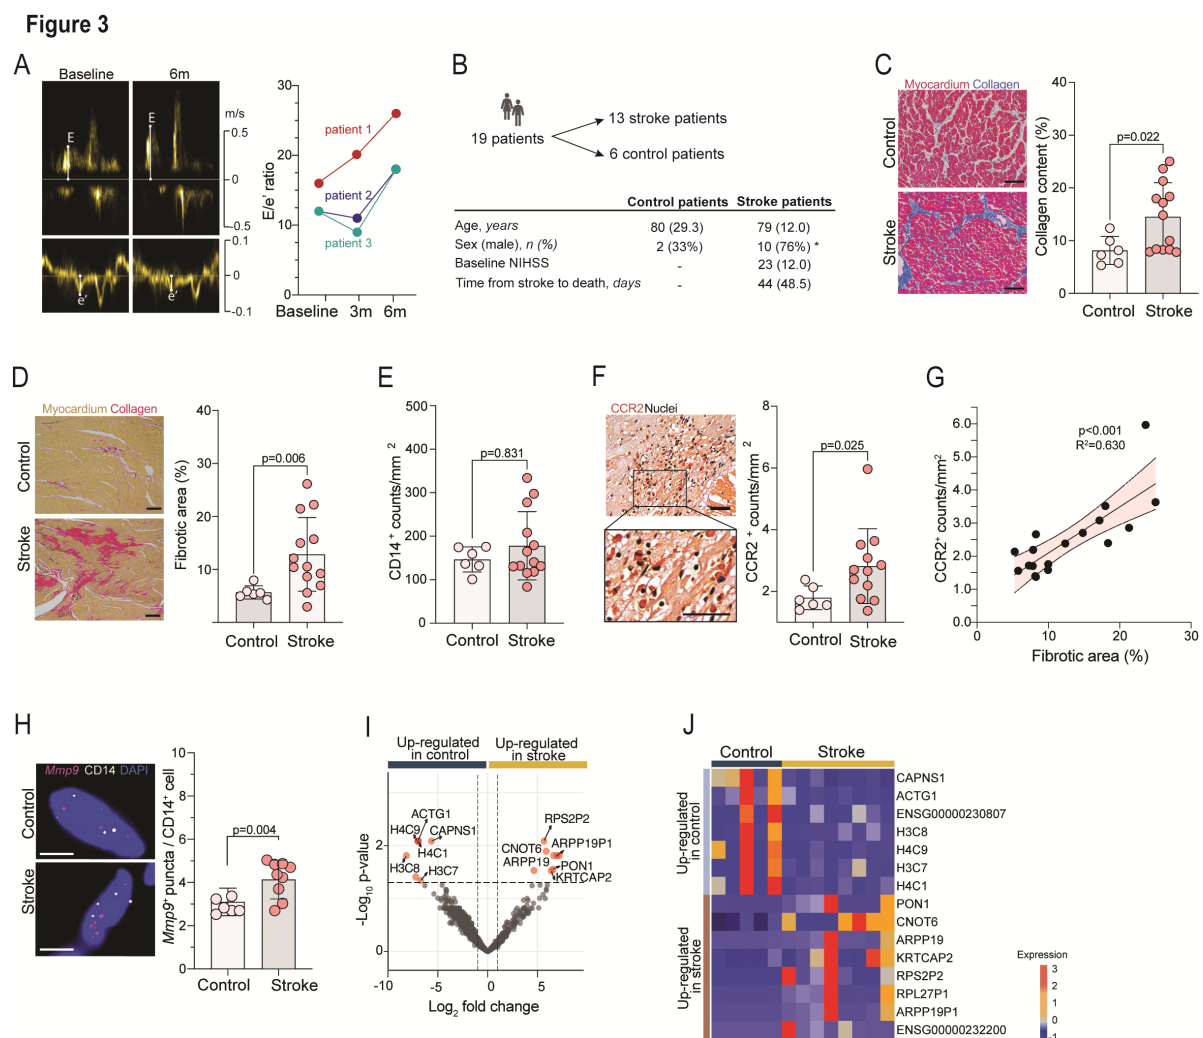 Figure 3
A
Baseline
6m
E
E
m/s
0.5
0
0.5
0.1
0
-0.1
e'
e'
30
20
10
0
E/e' ratio
patient 1
patient 2
patient 3
Baseline 3m 6m
B
19 patients
13 stroke patients
6 control patients
Control patients Stroke patients
Age, years 80 (29.3) 79 (12.0)
Sex (male), n (%) 2 (33%) 10 (76%) *
Baseline NIHSS - 23 (12.0)
Time from stroke to death, days - 44 (48.5)
C
Myocardium Collagen
Control
Stroke
Collagen content (%)
40
30
20
10
0
p=0.022
Control Stroke
D
Myocardium Collagen
Control
Stroke
Fibrotic area (%)
40
30
20
10
p=0.006
Control Stroke
E
CD14+ counts/mm2
500
400
300
200
100
0
p=0.831
Control Stroke
F
CCR2 Nuclei
CCR2+ counts/mm2
8
6
4
2
p=0.025
Control Stroke
G
CCR2+ counts/mm2
6.0
5.0
4.0
3.0
2.0
1.0
0
p<0.001
R2=0.630
0 10 20 30
Fibrotic area (%)
H
Mmp9 CD14 DAPI
Control
Stroke
Mmp9+ puncta / CD14+ cell
10
8
6
4
2
0
p=0.004
Control Stroke
I
Up-regulated in control
Up-regulated in stroke
-Log10 p-value
2
0
ACTG1
H4C9
CAPNS1
H4C1
H3C8
H3C7
RPS2P2
CNOT6
ARPP19P1
ARPP19
PON1
KRTCAP2
-10 -5 0 5
Log2 fold change
J
Control Stroke
Up-regulated in control
Up-regulated in stroke
CAPNS1
ACTG1
ENSG00000230807
H3C8
H4C9
H3C7
H4C1
PON1
CNOT6
ARPP19
KRTCAP2
RPS2P2
RPL27P1
ARPP19P1
ENSG00000232200
Expression
3
2
1
0
-1